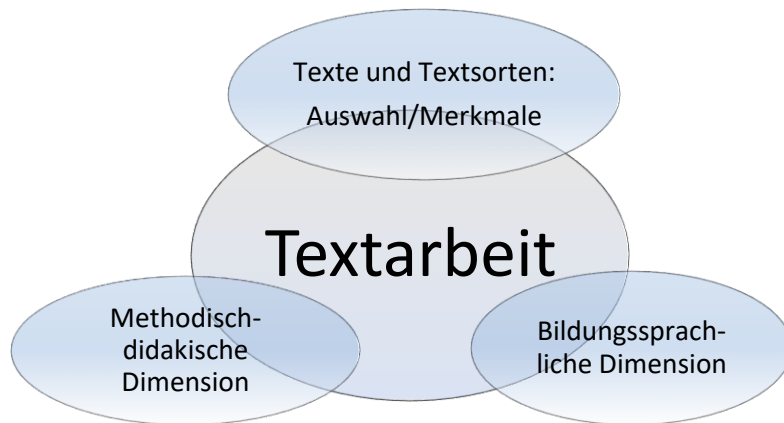 Texte und Textsorten:
Auswahl/Merkmale
Textarbeit
Methodisch-
didakische
Dimension
Bildungssprach-
liche Dimension